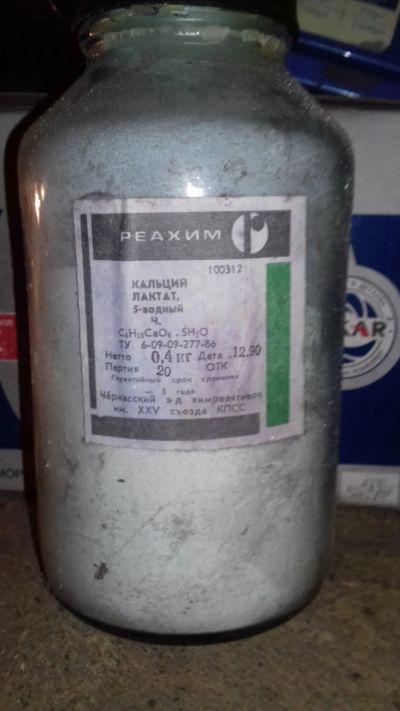 РЕАХИМ
100312
КАЛЬЦИЙ
ЛАКТАТ,
5-водный
Ч.
C₆H₁₀CaO₆ · 5H₂O
ТУ 6-09-09-277-86
Нетто 0,4 кг Дата 12.90
Партия 20 ОТК
Гарантийный срок хранения
— 3 года
Черкасский з-д химреактивов
им. XXV съезда КПСС
KAR